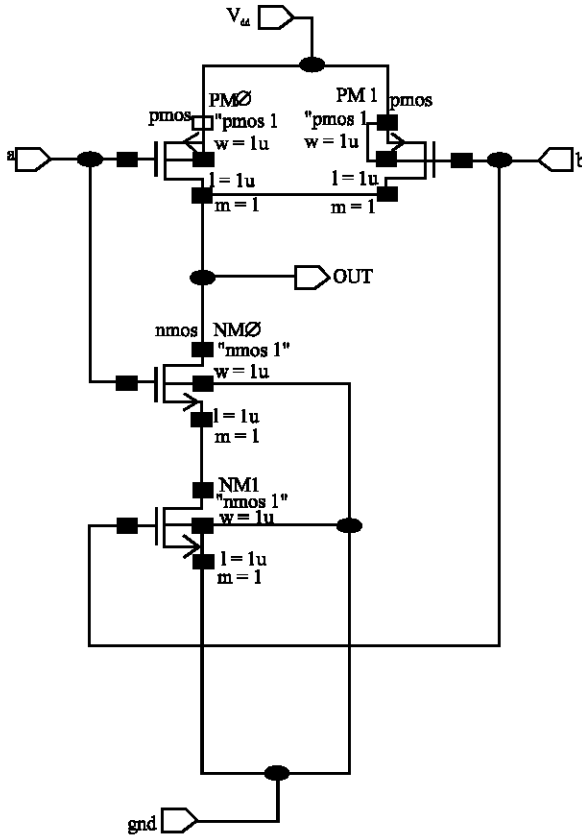 V_dd
PMØ
pmos
"pmos 1
w = 1u
l = 1u
m = 1
PM 1
pmos
"pmos 1
w = 1u
l = 1u
m = 1
a
b
OUT
nmos
NMØ
"nmos 1"
w = 1u
l = 1u
m = 1
NM1
"nmos 1"
w = 1u
l = 1u
m = 1
gnd